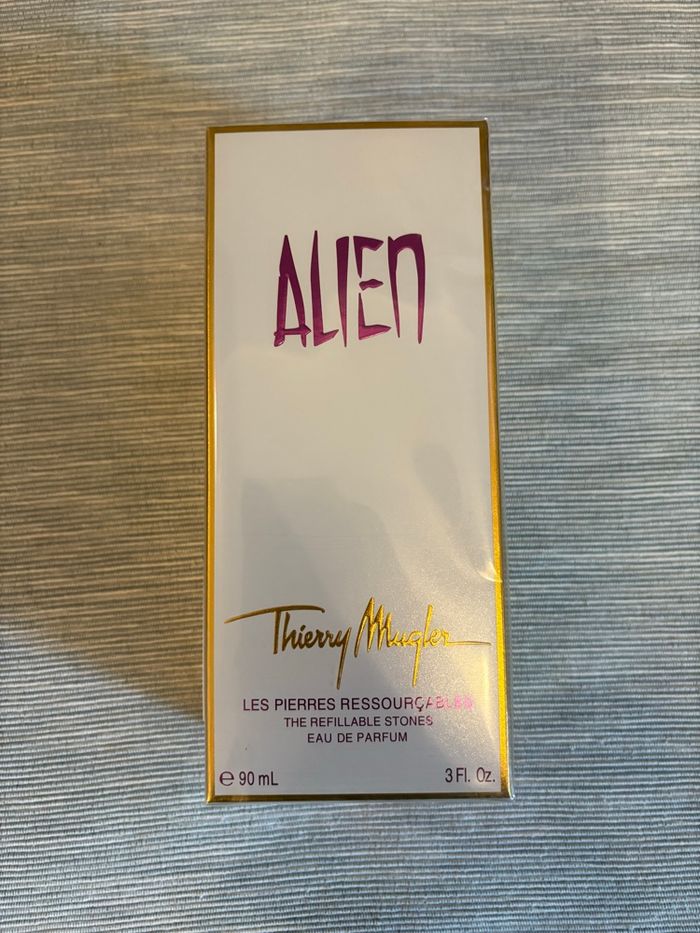 ALIEN
Thierry Mugler
LES PIERRES RESSOURÇABLES
THE REFILLABLE STONES
EAU DE PARFUM
℮ 90 mL
3 Fl. Oz.